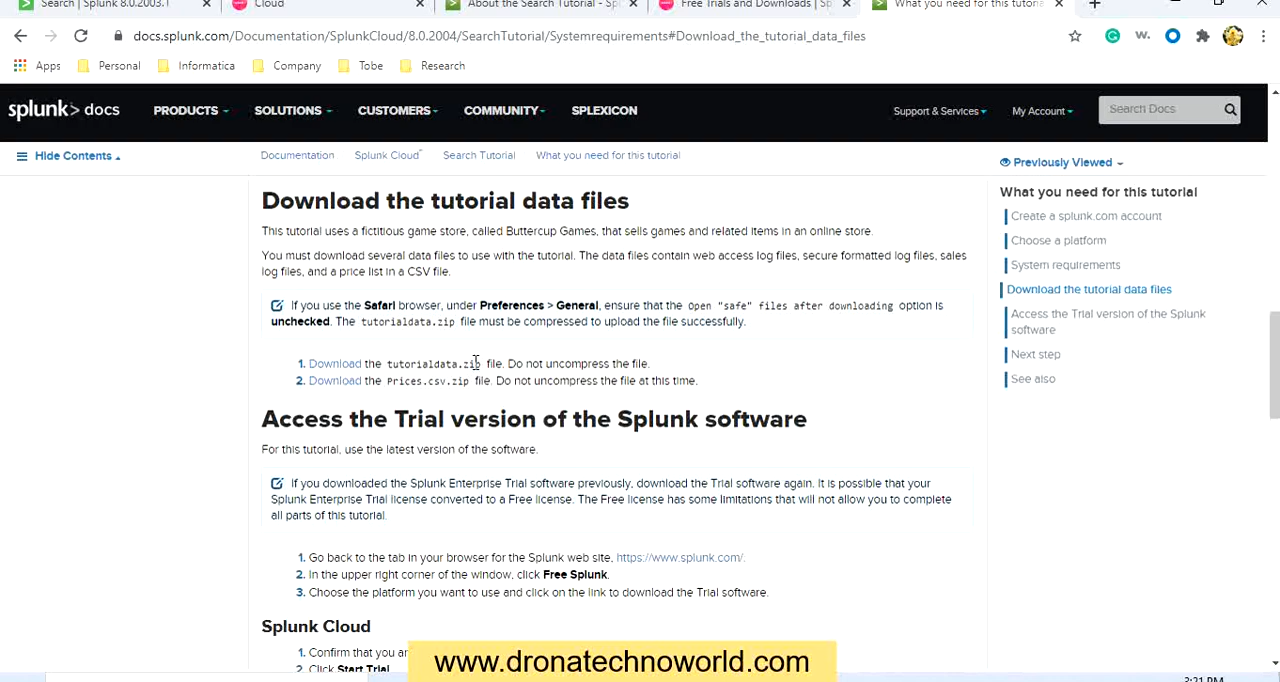 Search | Splunk 8.0.2003.1
Cloud
About the Search Tutorial - Spl
Free Trials and Downloads | Sp
What you need for this tutoria
docs.splunk.com/Documentation/SplunkCloud/8.0.2004/SearchTutorial/Systemrequirements#Download_the_tutorial_data_files
Apps Personal Informatica Company Tobe Research
splunk> docs PRODUCTS SOLUTIONS CUSTOMERS COMMUNITY SPLEXICON Support & Services My Account Search Docs
Hide Contents Documentation Splunk Cloud Search Tutorial What you need for this tutorial Previously Viewed
Download the tutorial data files
This tutorial uses a fictitious game store, called Buttercup Games, that sells games and related items in an online store.
You must download several data files to use with the tutorial. The data files contain web access log files, secure formatted log files, sales
log files, and a price list in a CSV file.
If you use the Safari browser, under Preferences > General, ensure that the Open "safe" files after downloading option is
unchecked. The tutorialdata.zip file must be compressed to upload the file successfully.
1. Download the tutorialdata.zip file. Do not uncompress the file.
2. Download the Prices.csv.zip file. Do not uncompress the file at this time.
Access the Trial version of the Splunk software
For this tutorial, use the latest version of the software.
If you downloaded the Splunk Enterprise Trial software previously, download the Trial software again. It is possible that your
Splunk Enterprise Trial license converted to a Free license. The Free license has some limitations that will not allow you to complete
all parts of this tutorial.
1. Go back to the tab in your browser for the Splunk web site, https://www.splunk.com/.
2. In the upper right corner of the window, click Free Splunk.
3. Choose the platform you want to use and click on the link to download the Trial software.
Splunk Cloud
1. Confirm that you ar
2. Click Start Trial
What you need for this tutorial
Create a splunk.com account
Choose a platform
System requirements
Download the tutorial data files
Access the Trial version of the Splunk
software
Next step
See also
www.dronatechnoworld.com
3:21 PM